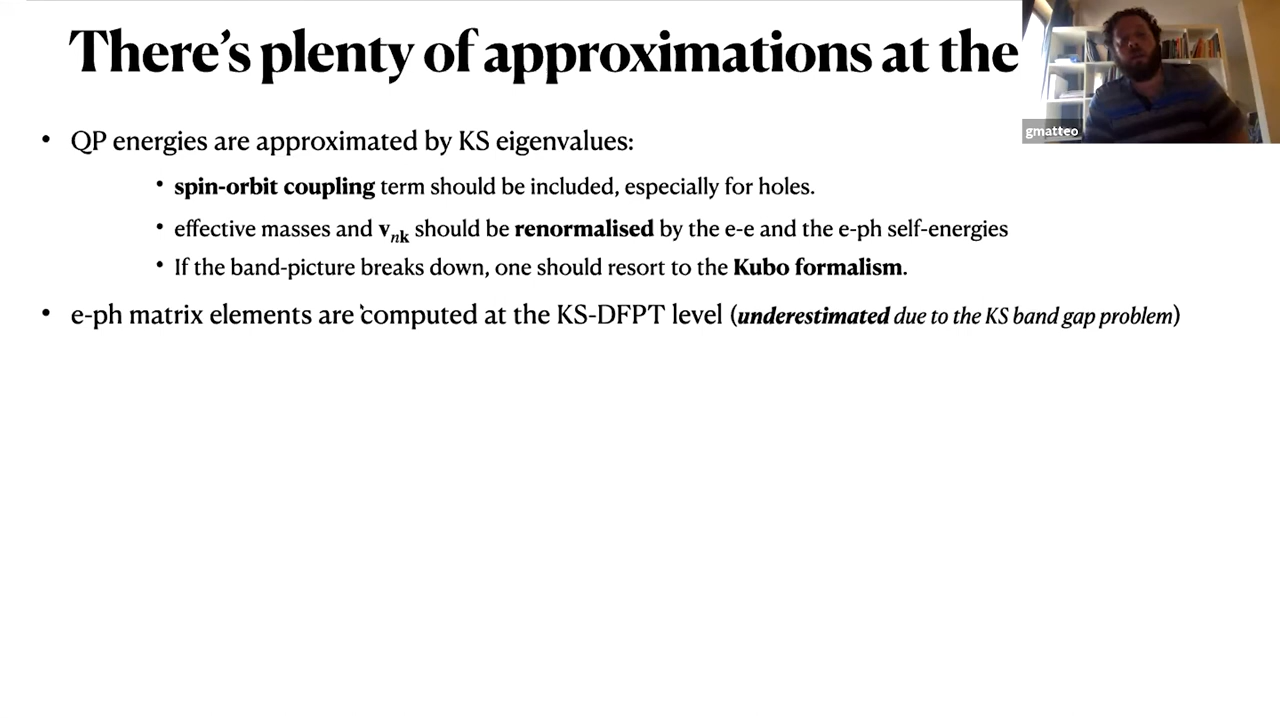 There's plenty of approximations at the
gmatteo
• QP energies are approximated by KS eigenvalues:
• spin-orbit coupling term should be included, especially for holes.
• effective masses and v_nk should be renormalised by the e-e and the e-ph self-energies
• If the band-picture breaks down, one should resort to the Kubo formalism.
• e-ph matrix elements are computed at the KS-DFPT level (underestimated due to the KS band gap problem)